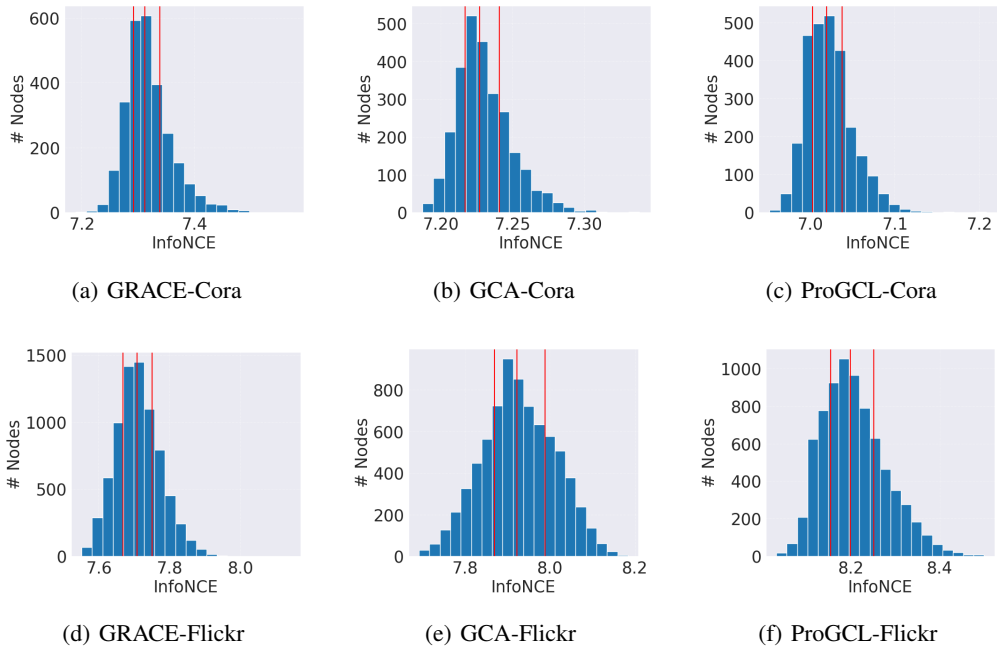 600
400
200
0
# Nodes
7.2 7.4
InfoNCE
(a) GRACE-Cora
500
400
300
200
100
0
# Nodes
7.20 7.25 7.30
InfoNCE
(b) GCA-Cora
500
400
300
200
100
0
# Nodes
7.0 7.1 7.2
InfoNCE
(c) ProGCL-Cora
1500
1000
500
0
# Nodes
7.6 7.8 8.0
InfoNCE
(d) GRACE-Flickr
800
600
400
200
0
# Nodes
7.8 8.0 8.2
InfoNCE
(e) GCA-Flickr
1000
800
600
400
200
0
# Nodes
8.2 8.4
InfoNCE
(f) ProGCL-Flickr